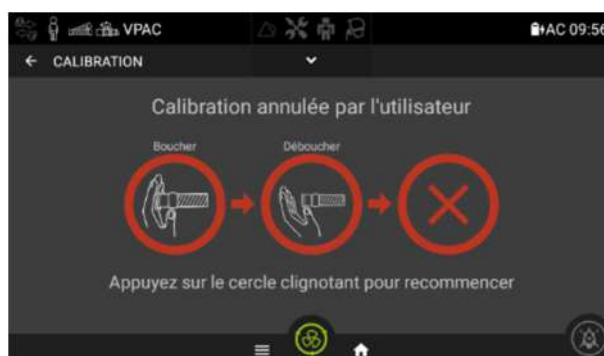 VPAC
AC 09:56
CALIBRATION
Calibration annulée par l'utilisateur
Boucher
Déboucher
Appuyez sur le cercle clignotant pour recommencer